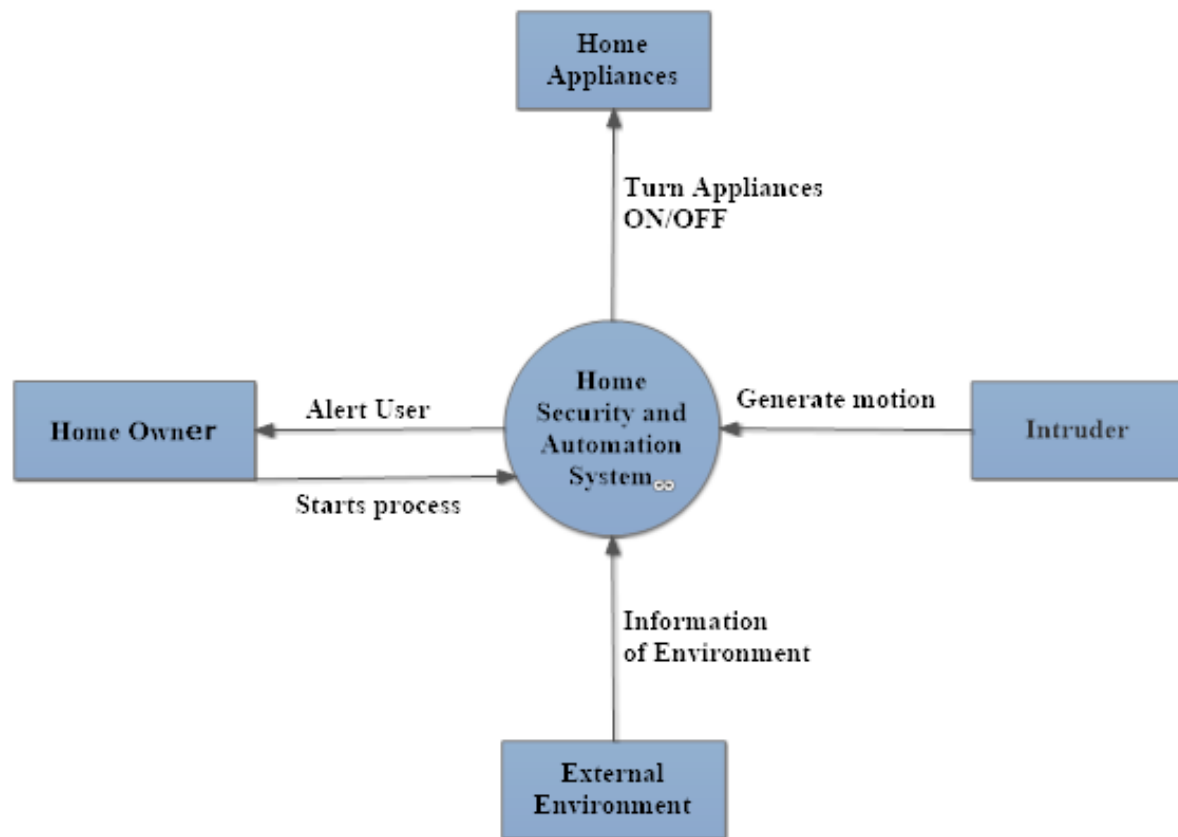 Home
Appliances
Turn Appliances
ON/OFF
Home
Security and
Automation
System
Alert User
Home Owner
Starts process
Generate motion
Intruder
Information
of Environment
External
Environment